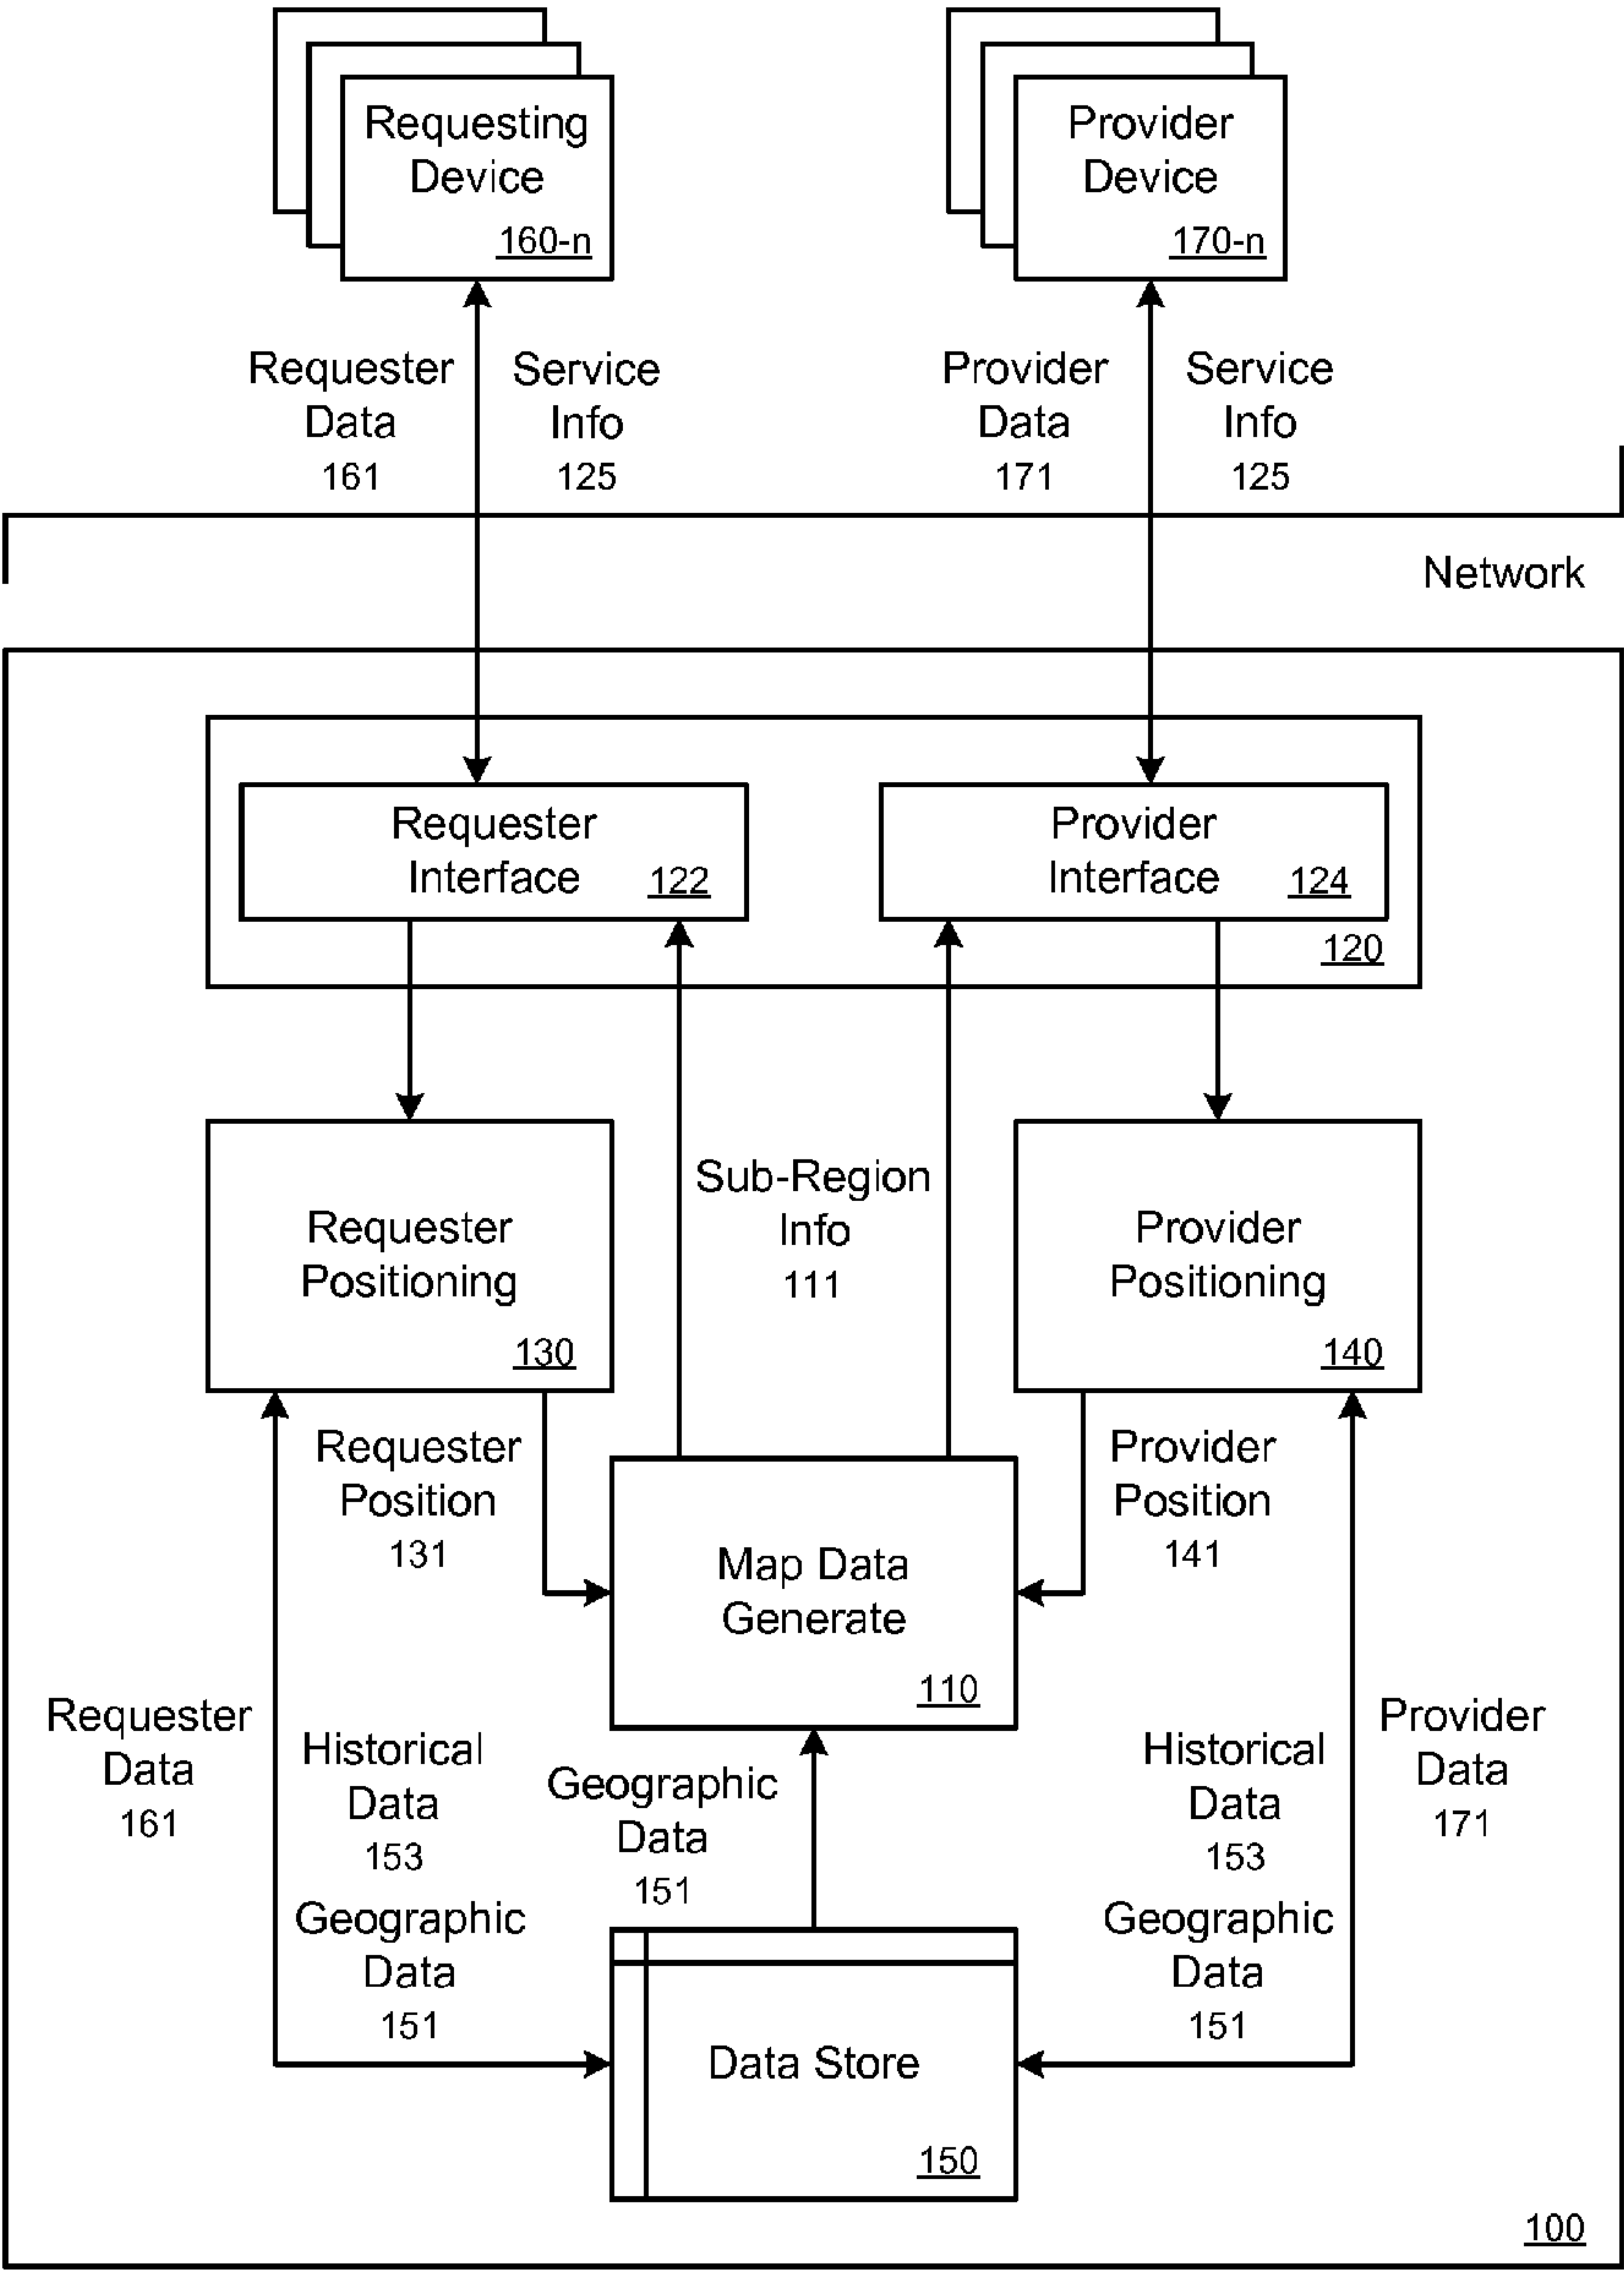 Requesting
Device
160-n
Provider
Device
170-n
Requester
Data
161
Service
Info
125
Provider
Data
171
Service
Info
125
Network
Requester
Interface
122
Provider
Interface
124
120
Requester
Positioning
130
Sub-Region
Info
111
Provider
Positioning
140
Requester
Position
131
Provider
Position
141
Map Data
Generate
110
Requester
Data
161
Historical
Data
153
Geographic
Data
151
Geographic
Data
151
Historical
Data
153
Geographic
Data
151
Provider
Data
171
Data Store
150
100